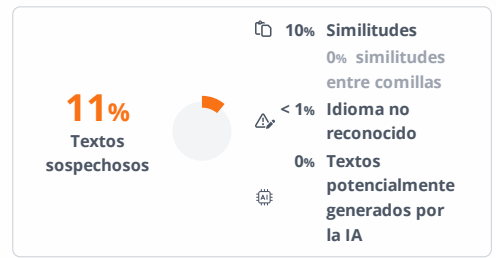 11%
Textos
sospechosos
10% Similitudes
0% similitudes
entre comillas
< 1% Idioma no
reconocido
0% Textos
potencialmente
generados por
la IA
AI